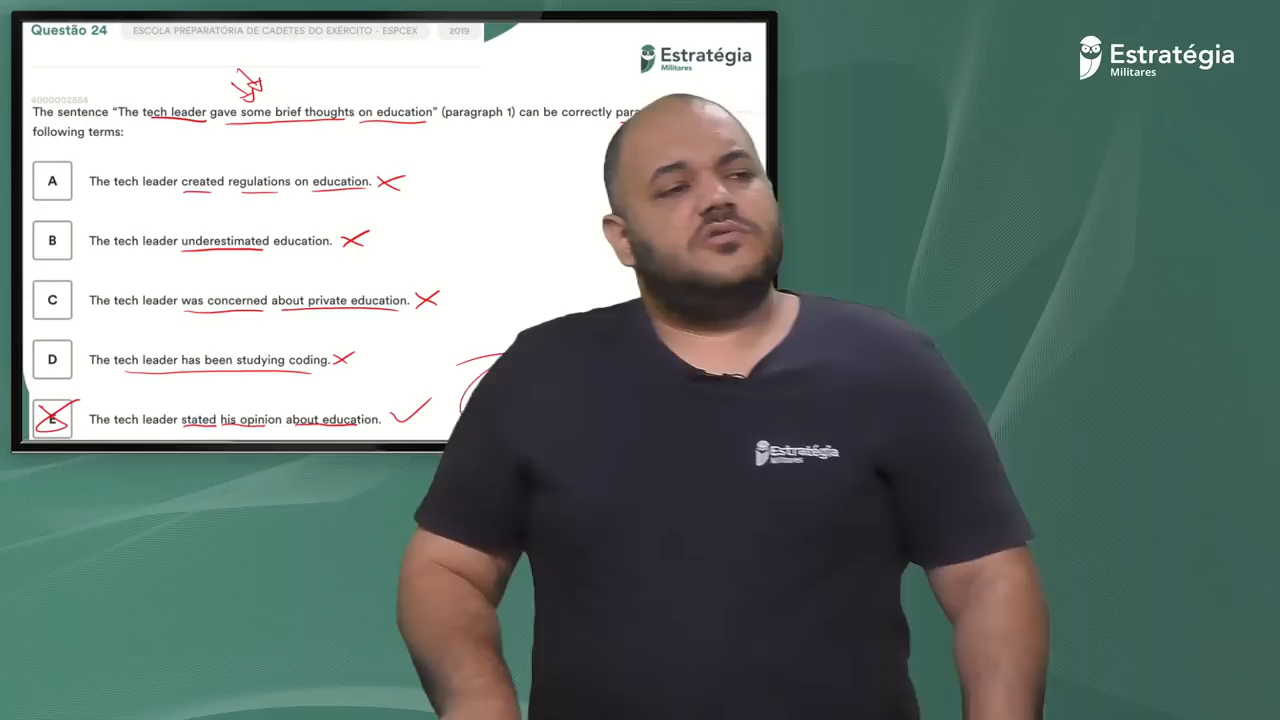 Questão 24
ESCOLA PREPARATÓRIA DE CADETES DO EXÉRCITO - ESPCEX
2019
Estratégia
Militares
4000002654
The sentence “The tech leader gave some brief thoughts on education” (paragraph 1) can be correctly
following terms:
A
The tech leader created regulations on education.
B
The tech leader underestimated education.
C
The tech leader was concerned about private education.
D
The tech leader has been studying coding.
E
The tech leader stated his opinion about education.
Estratégia
Militares
Estratégia
Militares